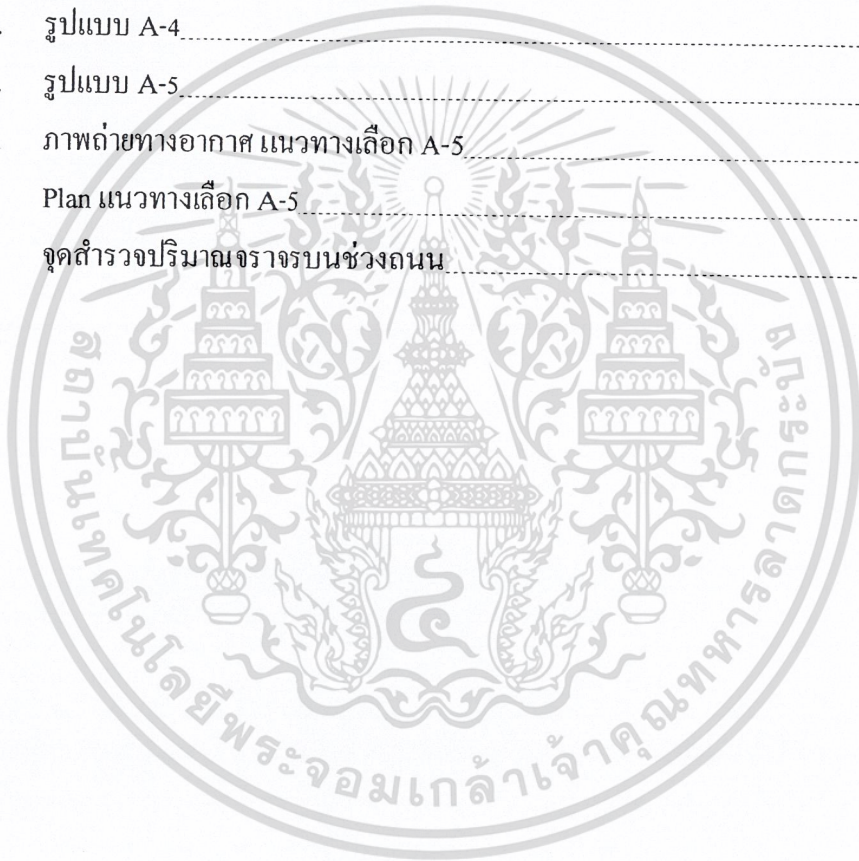 รูปแบบ A-4
รูปแบบ A-5
ภาพถ่ายทางอากาศ แนวทางเลือก A-5
Plan แนวทางเลือก A-5
จุดสำรวจปริมาณจราจรบนช่วงถนน
สถาบันเทคโนโลยีพระจอมเกล้าเจ้าคุณทหารลาดกระบัง